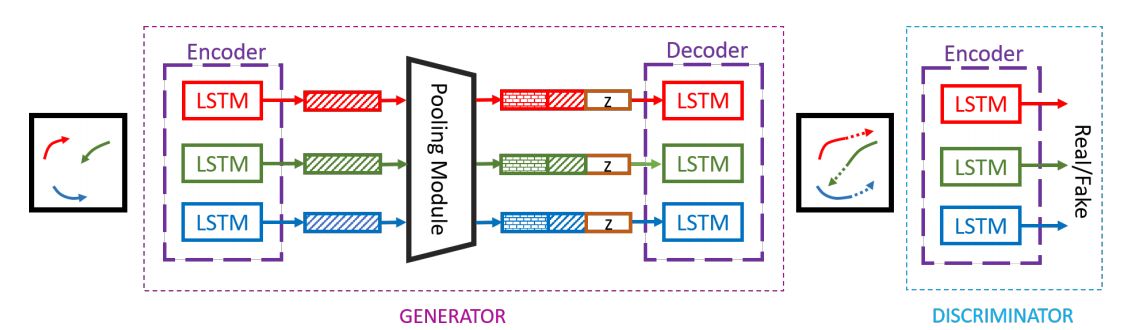 Encoder
Decoder
Encoder
LSTM
z
LSTM
LSTM
LSTM
Pooling Module
z
LSTM
LSTM
Real/Fake
LSTM
z
LSTM
LSTM
GENERATOR
DISCRIMINATOR